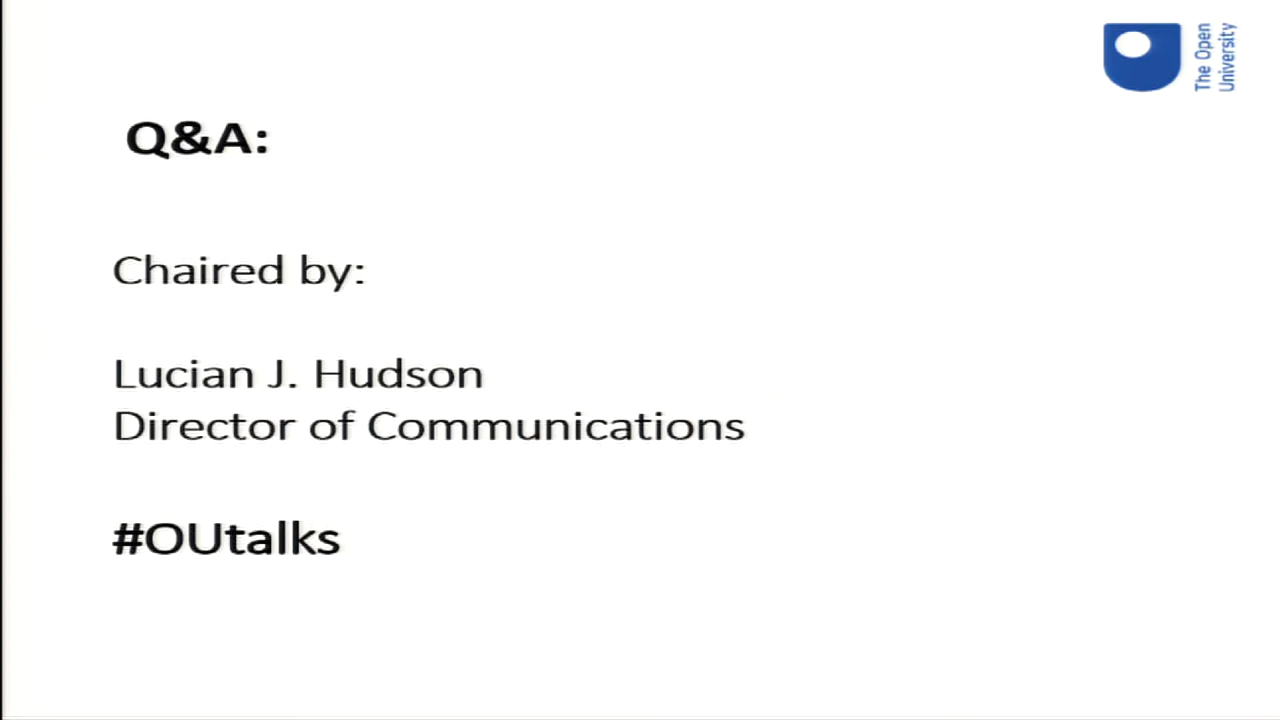 The Open
University
Q&A:
Chaired by:
Lucian J. Hudson
Director of Communications
#OUtalks